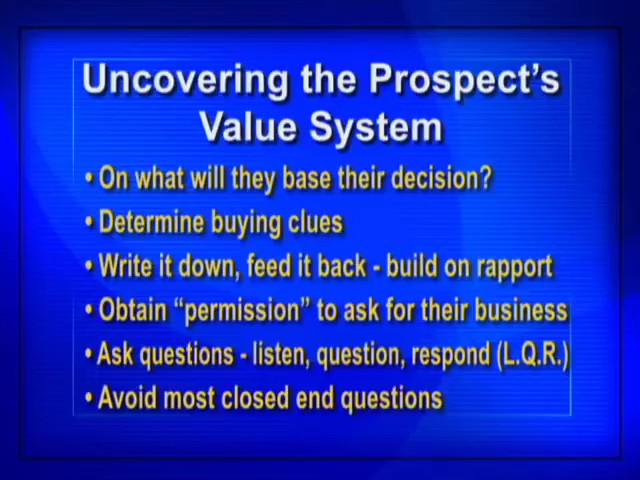 Uncovering the Prospect's
Value System
• On what will they base their decision?
• Determine buying clues
• Write it down, feed it back - build on rapport
• Obtain “permission” to ask for their business
• Ask questions - listen, question, respond (L.Q.R.)
• Avoid most closed end questions